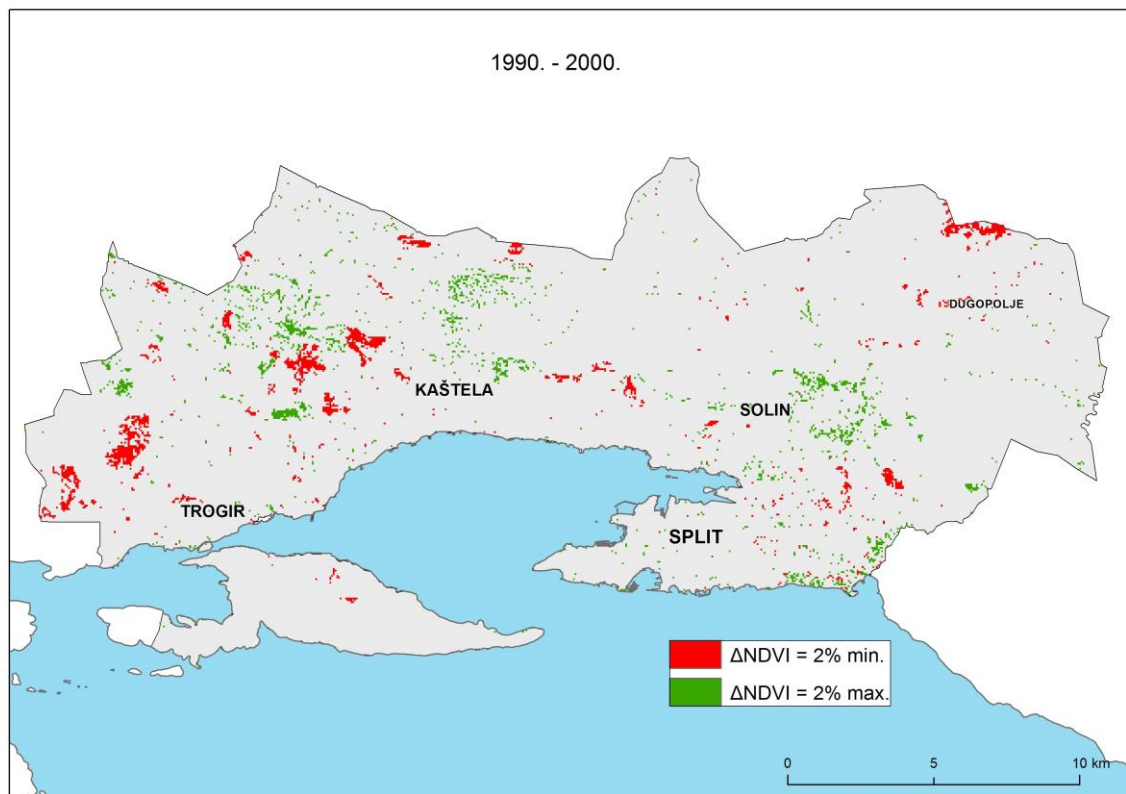 1990. - 2000.
DUGOPOLJE
KAŠTELA
SOLIN
TROGIR
SPLIT
ΔNDVI = 2% min.
ΔNDVI = 2% max.
0 5 10 km